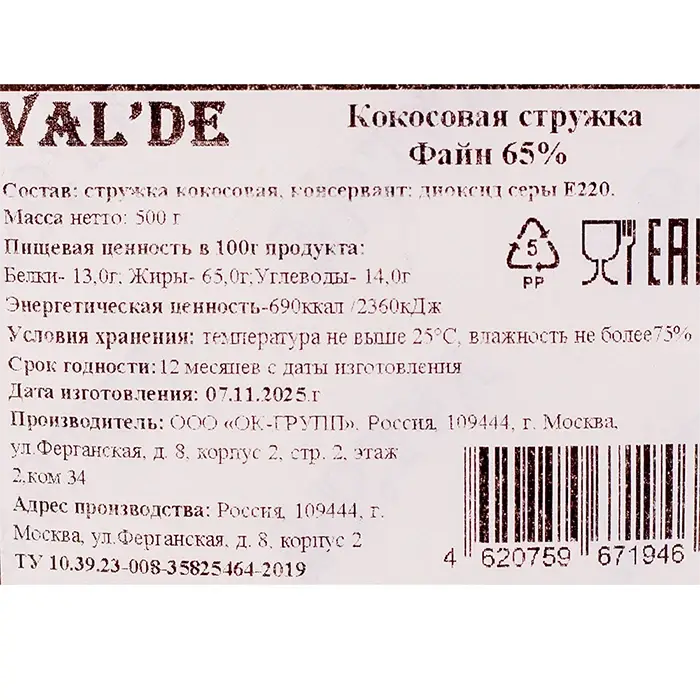 VAL'DE
Кокосовая стружка
Файн 65%
Состав: стружка кокосовая, консервант: диоксид серы Е220.
Масса нетто: 500 г
Пищевая ценность в 100г продукта:
Белки- 13,0г; Жиры- 65,0г;Углеводы- 14,0г
Энергетическая ценность-690ккал /2360кДж
5
PP
EAC
Условия хранения: температура не выше 25°С, влажность не более75%
Срок годности: 12 месяцев с даты изготовления
Дата изготовления: 07.11.2025.г
Производитель: ООО «ОК-ГРУПП». Россия, 109444, г. Москва,
ул.Ферганская, д. 8, корпус 2, стр. 2, этаж
2,ком 34
Адрес производства: Россия, 109444, г.
Москва, ул.Ферганская, д. 8, корпус 2
ТУ 10.39.23-008-35825464-2019
4 620759 671946